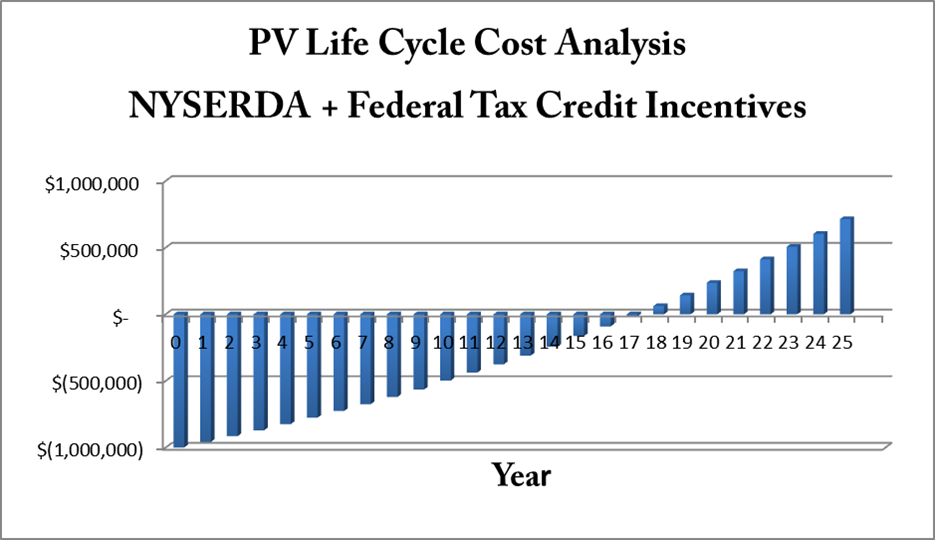 PV Life Cycle Cost Analysis
NYSERDA + Federal Tax Credit Incentives
$1,000,000
$500,000
$-
0 1 2 3 4 5 6 7 8 9 10 11 12 13 14 15 16 17 18 19 20 21 22 23 24 25
$(500,000)
$(1,000,000)
Year